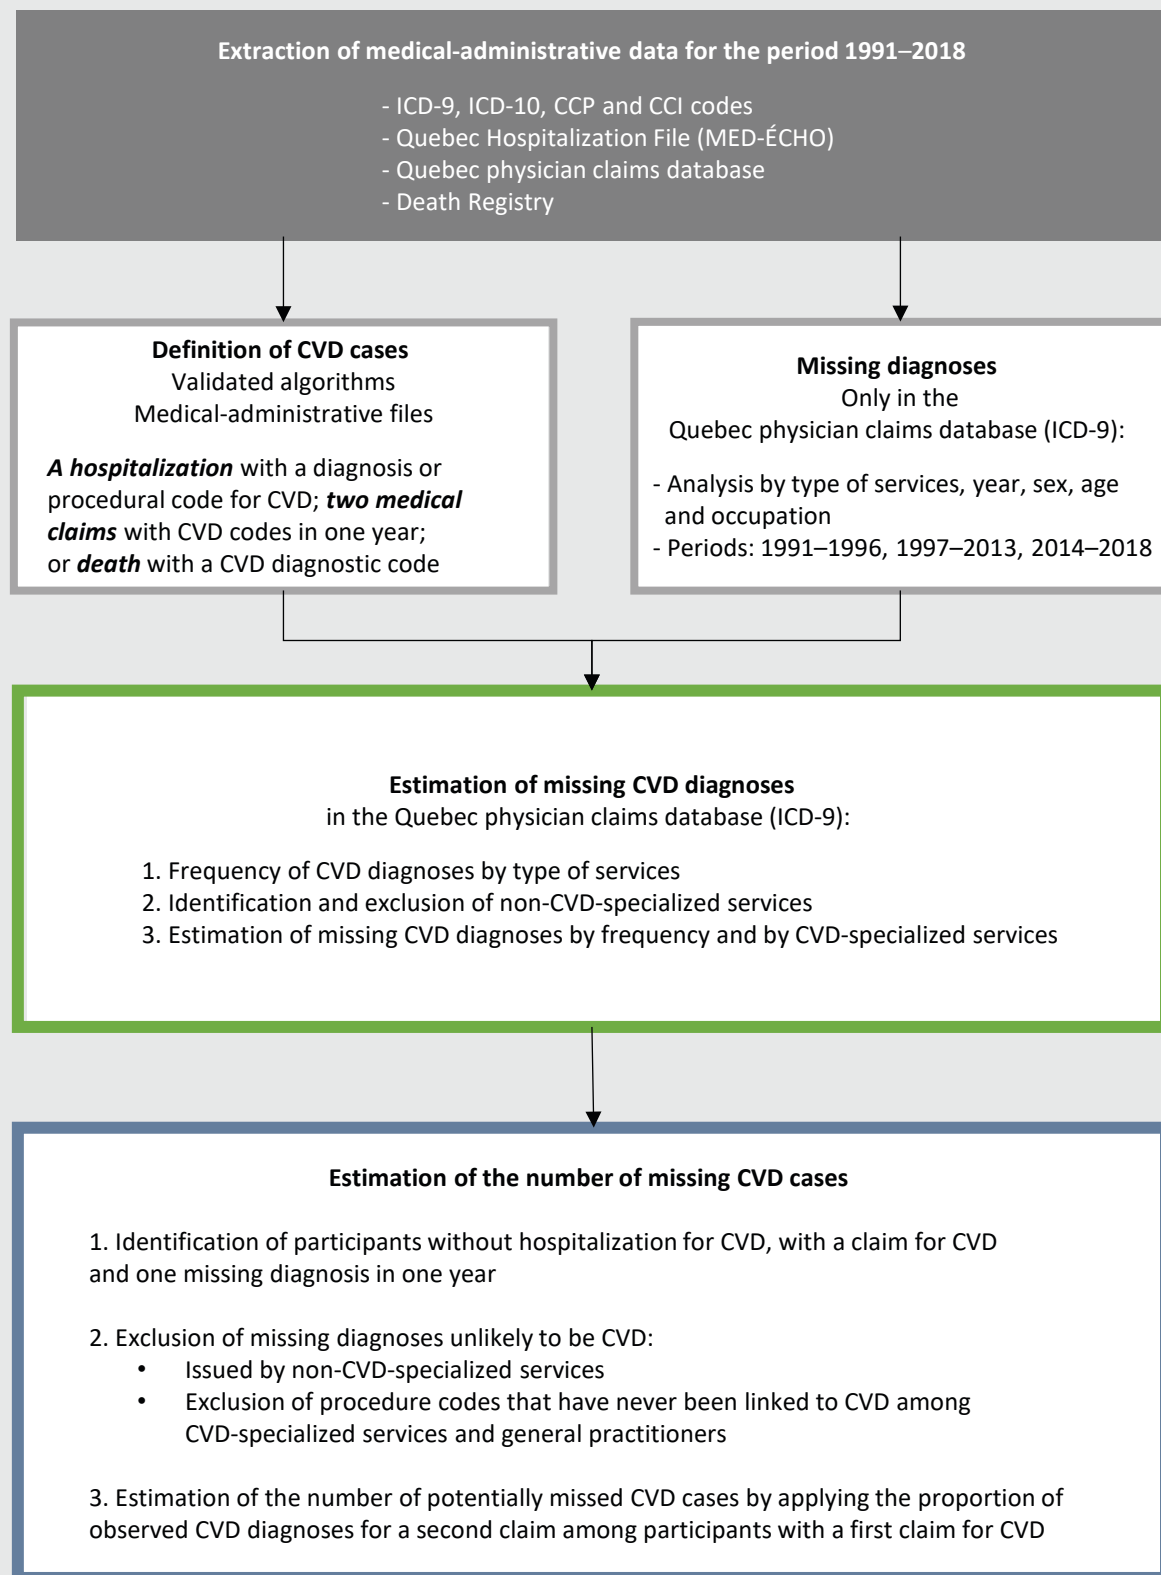 Extraction of medical-administrative data for the period 1991–2018
- ICD-9, ICD-10, CCP and CCI codes
- Quebec Hospitalization File (MED-ÉCHO)
- Quebec physician claims database
- Death Registry
Definition of CVD cases
Validated algorithms
Medical-administrative files
A hospitalization with a diagnosis or
procedural code for CVD; two medical
claims with CVD codes in one year;
or death with a CVD diagnostic code
Missing diagnoses
Only in the
Quebec physician claims database (ICD-9):
- Analysis by type of services, year, sex, age
and occupation
- Periods: 1991–1996, 1997–2013, 2014–2018
Estimation of missing CVD diagnoses
in the Quebec physician claims database (ICD-9):
1. Frequency of CVD diagnoses by type of services
2. Identification and exclusion of non-CVD-specialized services
3. Estimation of missing CVD diagnoses by frequency and by CVD-specialized services
Estimation of the number of missing CVD cases
1. Identification of participants without hospitalization for CVD, with a claim for CVD
and one missing diagnosis in one year
2. Exclusion of missing diagnoses unlikely to be CVD:
• Issued by non-CVD-specialized services
• Exclusion of procedure codes that have never been linked to CVD among
CVD-specialized services and general practitioners
3. Estimation of the number of potentially missed CVD cases by applying the proportion of
observed CVD diagnoses for a second claim among participants with a first claim for CVD